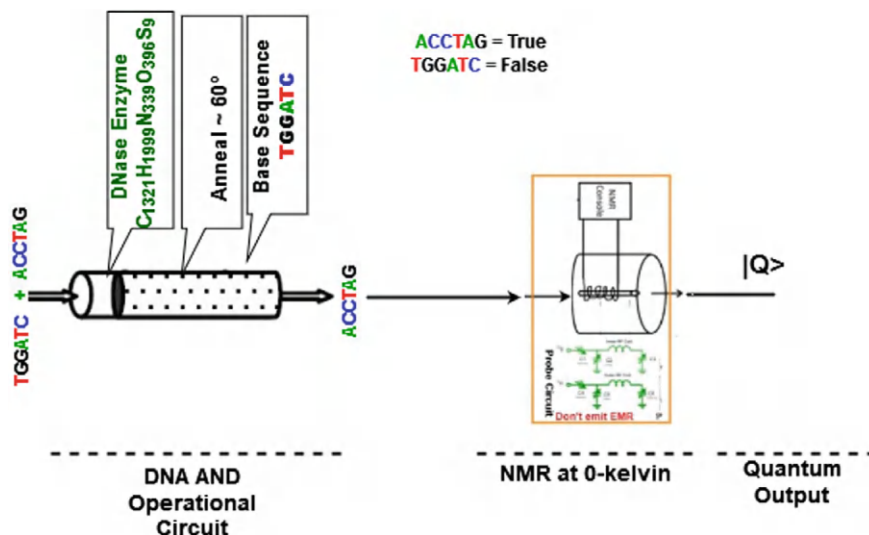 ACCTAG = True
TGGATC = False
DNase Enzyme
C1321H1999N339O396S9
Anneal ~ 60°
Base Sequence
TGGATC
TGGATC + ACCTAG
ACCTAG
NMR
Console
|Q>
Probe Circuit
Don't emit EMR
DNA AND
Operational
Circuit
NMR at 0-kelvin
Quantum
Output